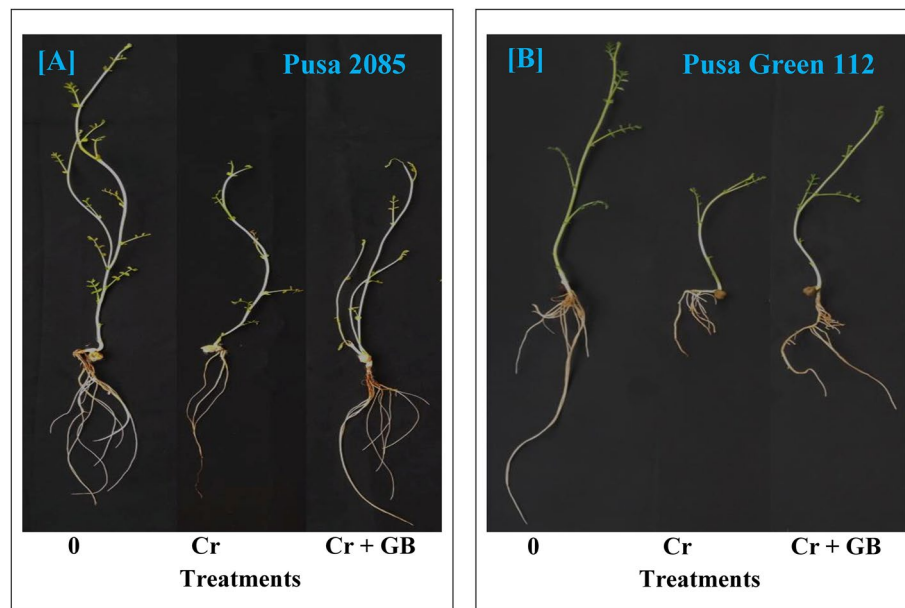 [A] Pusa 2085
0 Cr Cr + GB
Treatments
[B] Pusa Green 112
0 Cr Cr + GB
Treatments